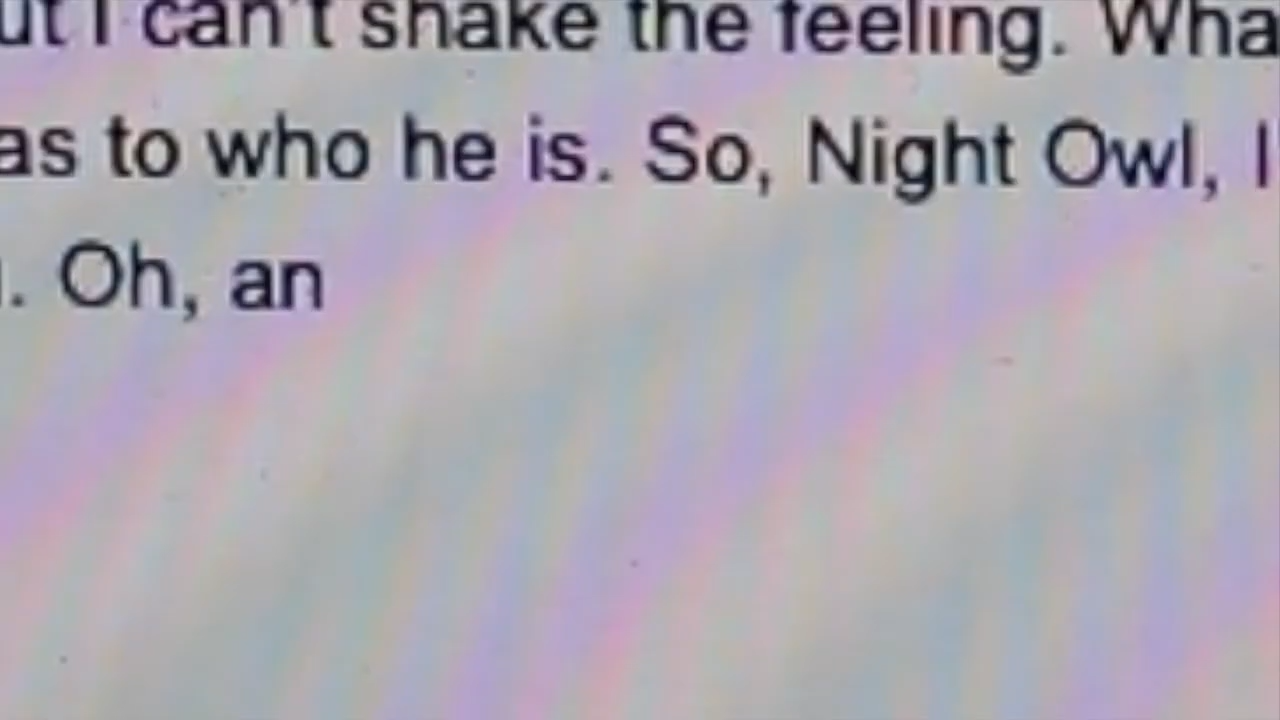 ut I can't shake the feeling. Wha
as to who he is. So, Night Owl, I
. Oh, an